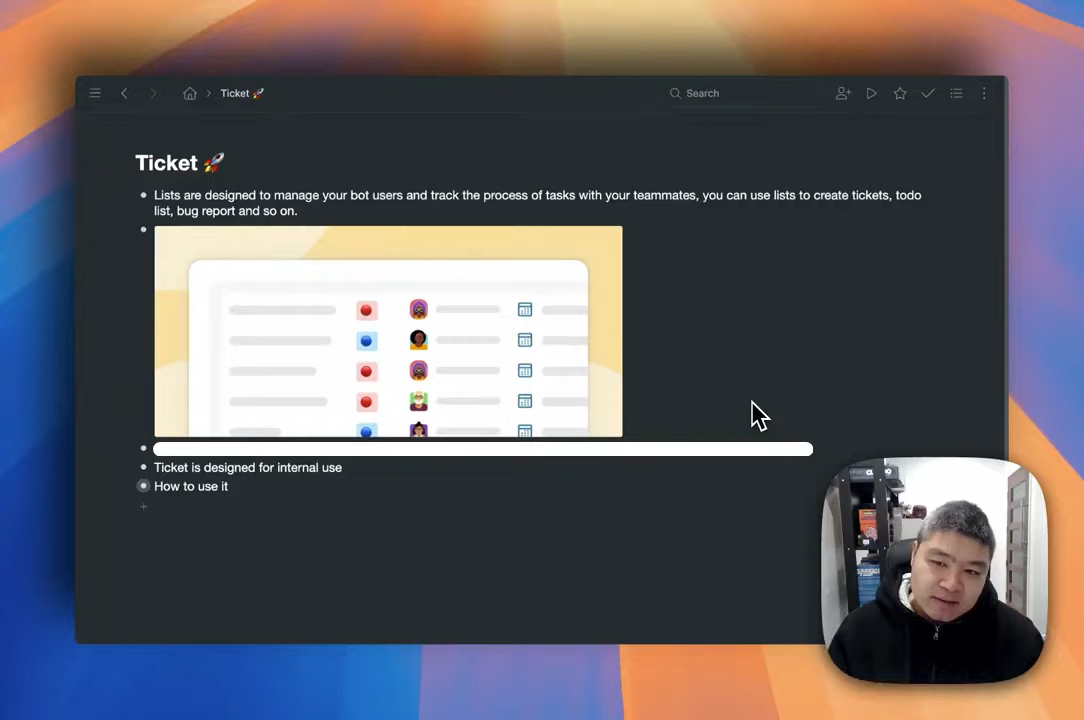 Ticket 🚀
Search
Ticket 🚀
Lists are designed to manage your bot users and track the process of tasks with your teammates, you can use lists to create tickets, todo
list, bug report and so on.
Ticket is designed for internal use
How to use it